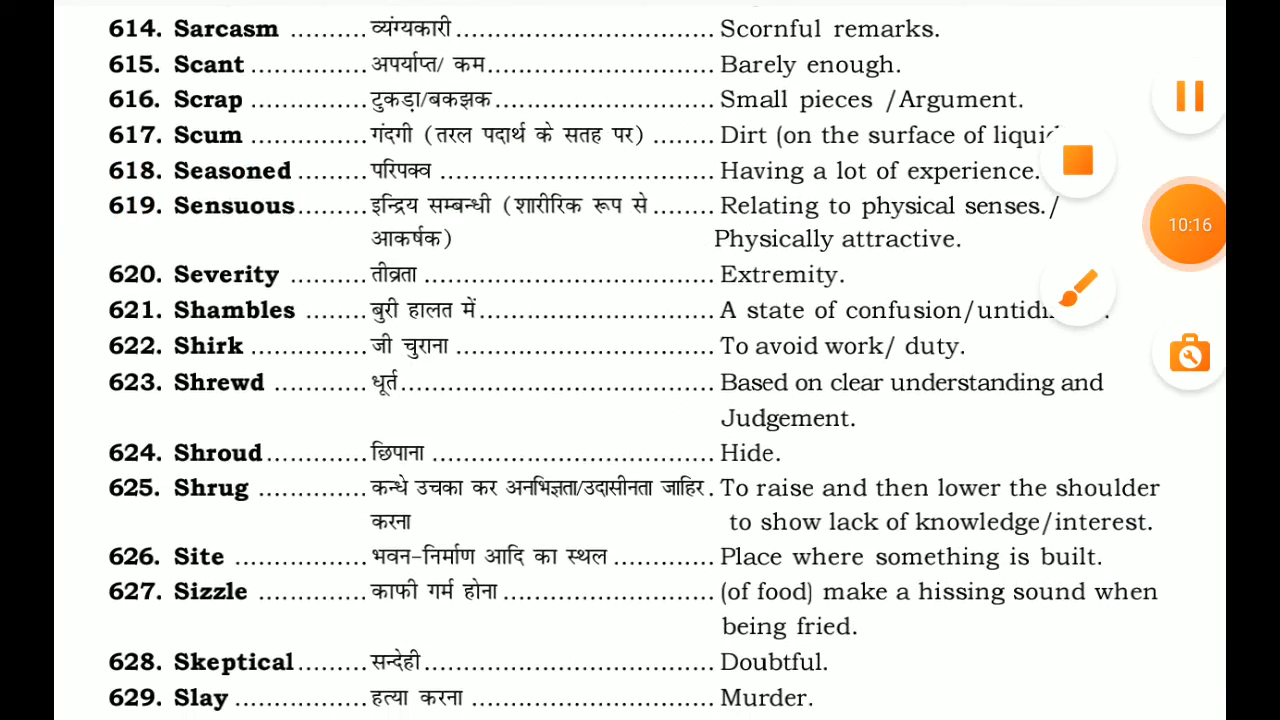 614. Sarcasm ..........व्यंग्यकारी................................. Scornful remarks.
615. Scant ...............अपर्याप्त/ कम............................. Barely enough.
616. Scrap ...............टुकड़ा/बकझक............................ Small pieces /Argument.
617. Scum ...............गंदगी (तरल पदार्थ के सतह पर) ........ Dirt (on the surface of
618. Seasoned .........परिपक्व ................................... Having a lot of experience.
619. Sensuous.........इन्द्रिय सम्बन्धी (शारीरिक रूप से ........ Relating to physical senses./
आकर्षक) Physically attractive.
620. Severity ..........तीव्रता ..................................... Extremity.
621. Shambles ........बुरी हालत में.............................. A state of confusion/
622. Shirk ...............जी चुराना ................................. To avoid work/ duty.
623. Shrewd ............धूर्त........................................ Based on clear understanding and
Judgement.
624. Shroud.............छिपाना .................................... Hide.
625. Shrug ..............कन्धे उचका कर अनभिज्ञता/उदासीनता जाहिर. To raise and then lower the shoulder
करना to show lack of knowledge/interest.
626. Site .................भवन-निर्माण आदि का स्थल ............. Place where something is built.
627. Sizzle ..............काफी गर्म होना ........................... (of food) make a hissing sound when
being fried.
628. Skeptical.........सन्देही..................................... Doubtful.
629. Slay .................हत्या करना ............................... Murder.
10:16